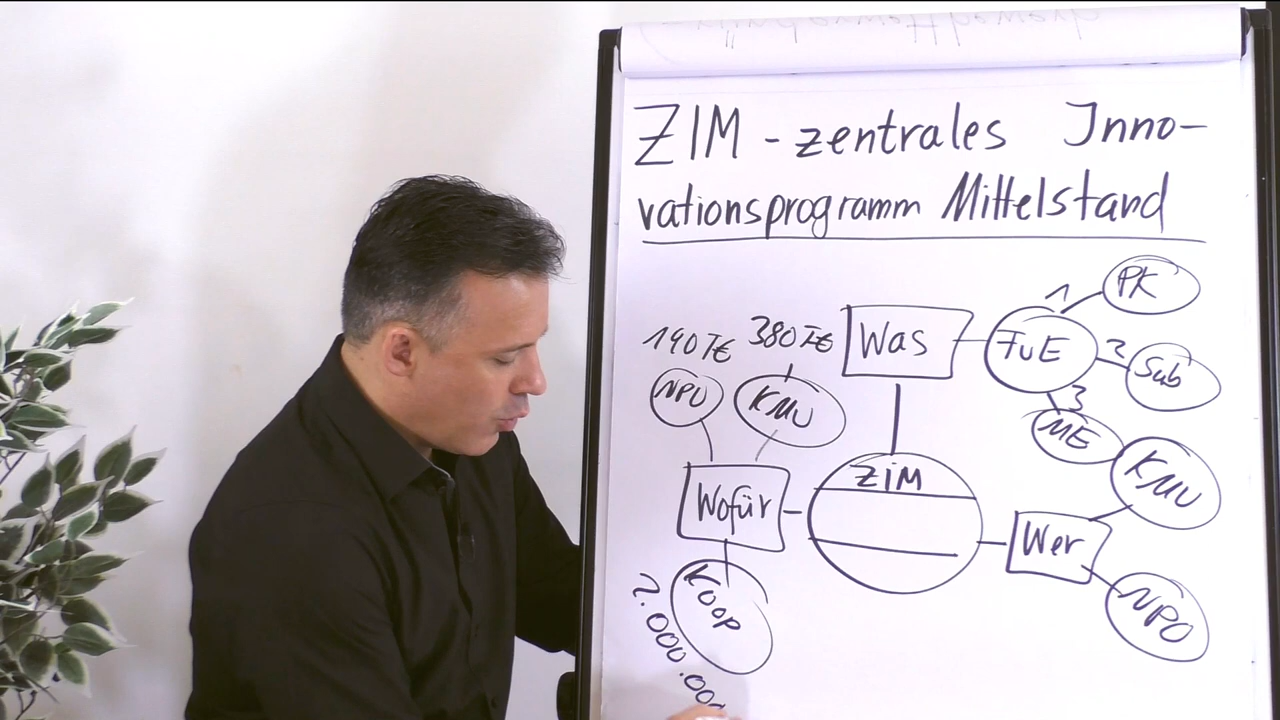 ZIM - zentrales Inno-
vationsprogramm Mittelstand
PK
1
190 T€
380 T€
Was
FuE
2
Sub
NPO
KMU
3
ME
KMU
ZIM
Wofür
Wer
Koop
NPO
2.000.000